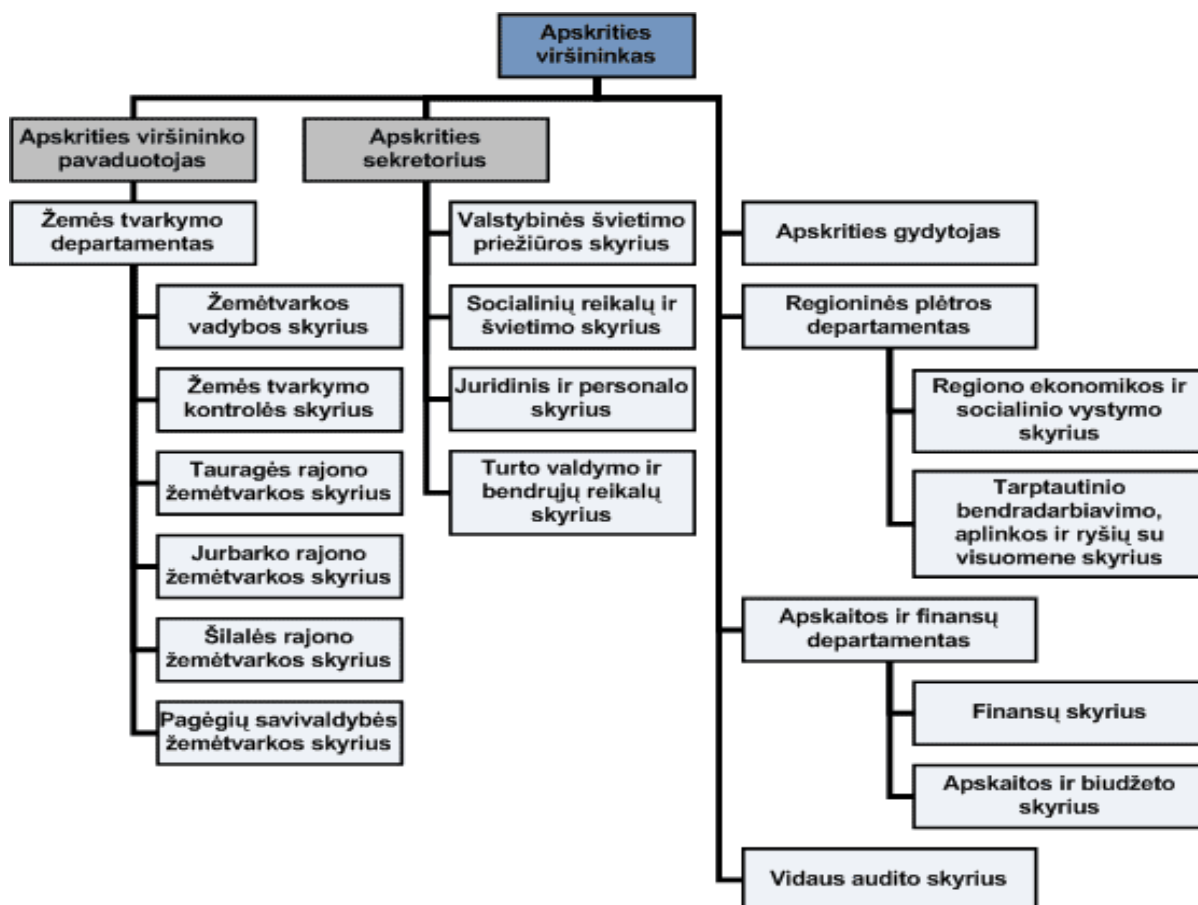 Apskrities
viršininkas
Apskrities viršininko
pavaduotojas
Apskrities
sekretorius
Žemės tvarkymo
departamentas
Žemėtvarkos
vadybos skyrius
Žemės tvarkymo
kontrolės skyrius
Tauragės rajono
žemėtvarkos skyrius
Jurbarko rajono
žemėtvarkos skyrius
Šilalės rajono
žemėtvarkos skyrius
Pagėgių savivaldybės
žemėtvarkos skyrius
Valstybinės švietimo
priežiūros skyrius
Socialinių reikalų ir
švietimo skyrius
Juridinis ir personalo
skyrius
Turto valdymo ir
bendrųjų reikalų
skyrius
Apskrities gydytojas
Regioninės plėtros
departamentas
Regiono ekonomikos ir
socialinio vystymo
skyrius
Tarptautinio
bendradarbiavimo,
aplinkos ir ryšių su
visuomene skyrius
Apskaitos ir finansų
departamentas
Finansų skyrius
Apskaitos ir biudžeto
skyrius
Vidaus audito skyrius